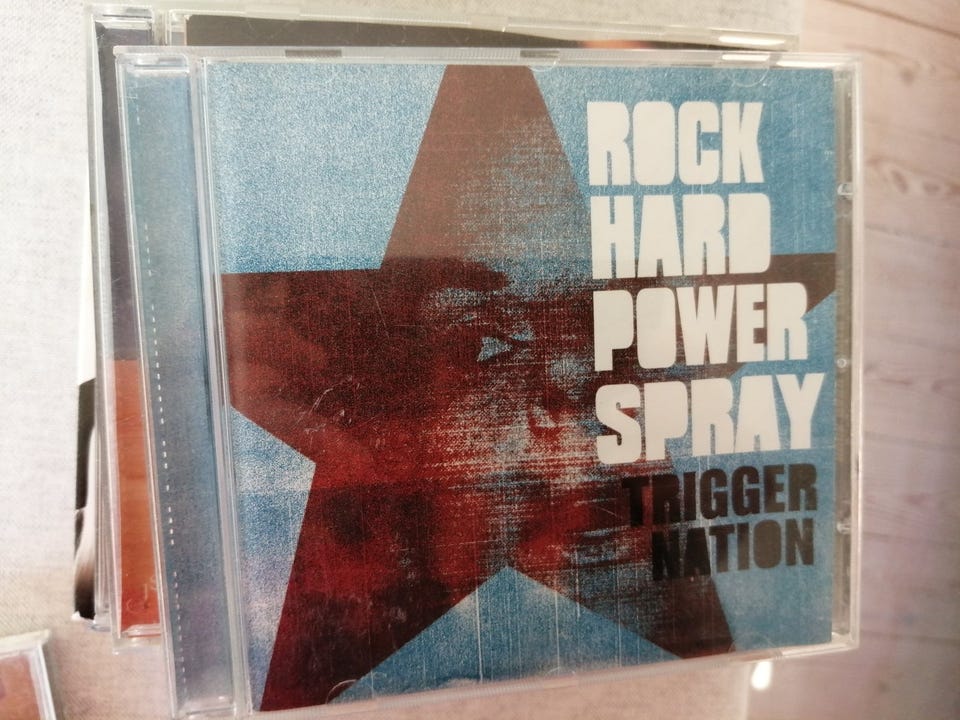 ROCK
HARD
POWER
SPRAY
TRIGGER
NATION